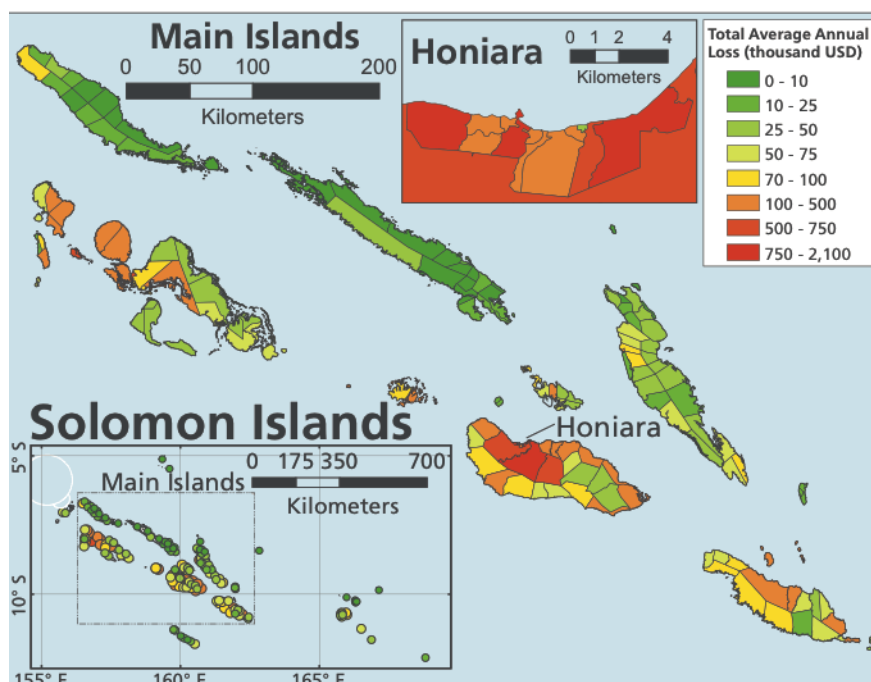 Main Islands
0 50 100 200
Kilometers
Honiara
0 1 2 4
Kilometers
Total Average Annual
Loss (thousand USD)
0 - 10
10 - 25
25 - 50
50 - 75
70 - 100
100 - 500
500 - 750
750 - 2,100
Honiara
Solomon Islands
5° S
0 175 350 700
Main Islands
Kilometers
10° S
155° E 160° E 165° E